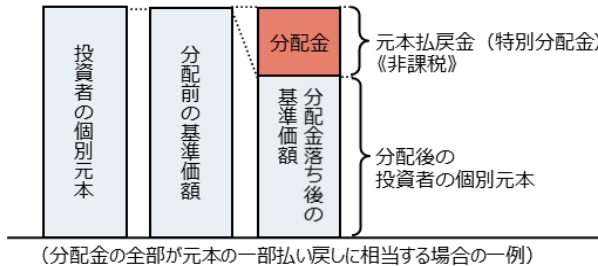 投資者の個別元本
分配前の基準価額
分配金
分配金落ち後の
基準価額
元本払戻金（特別分配金）
《非課税》
分配後の
投資者の個別元本
（分配金の全部が元本の一部払い戻しに相当する場合の一例）